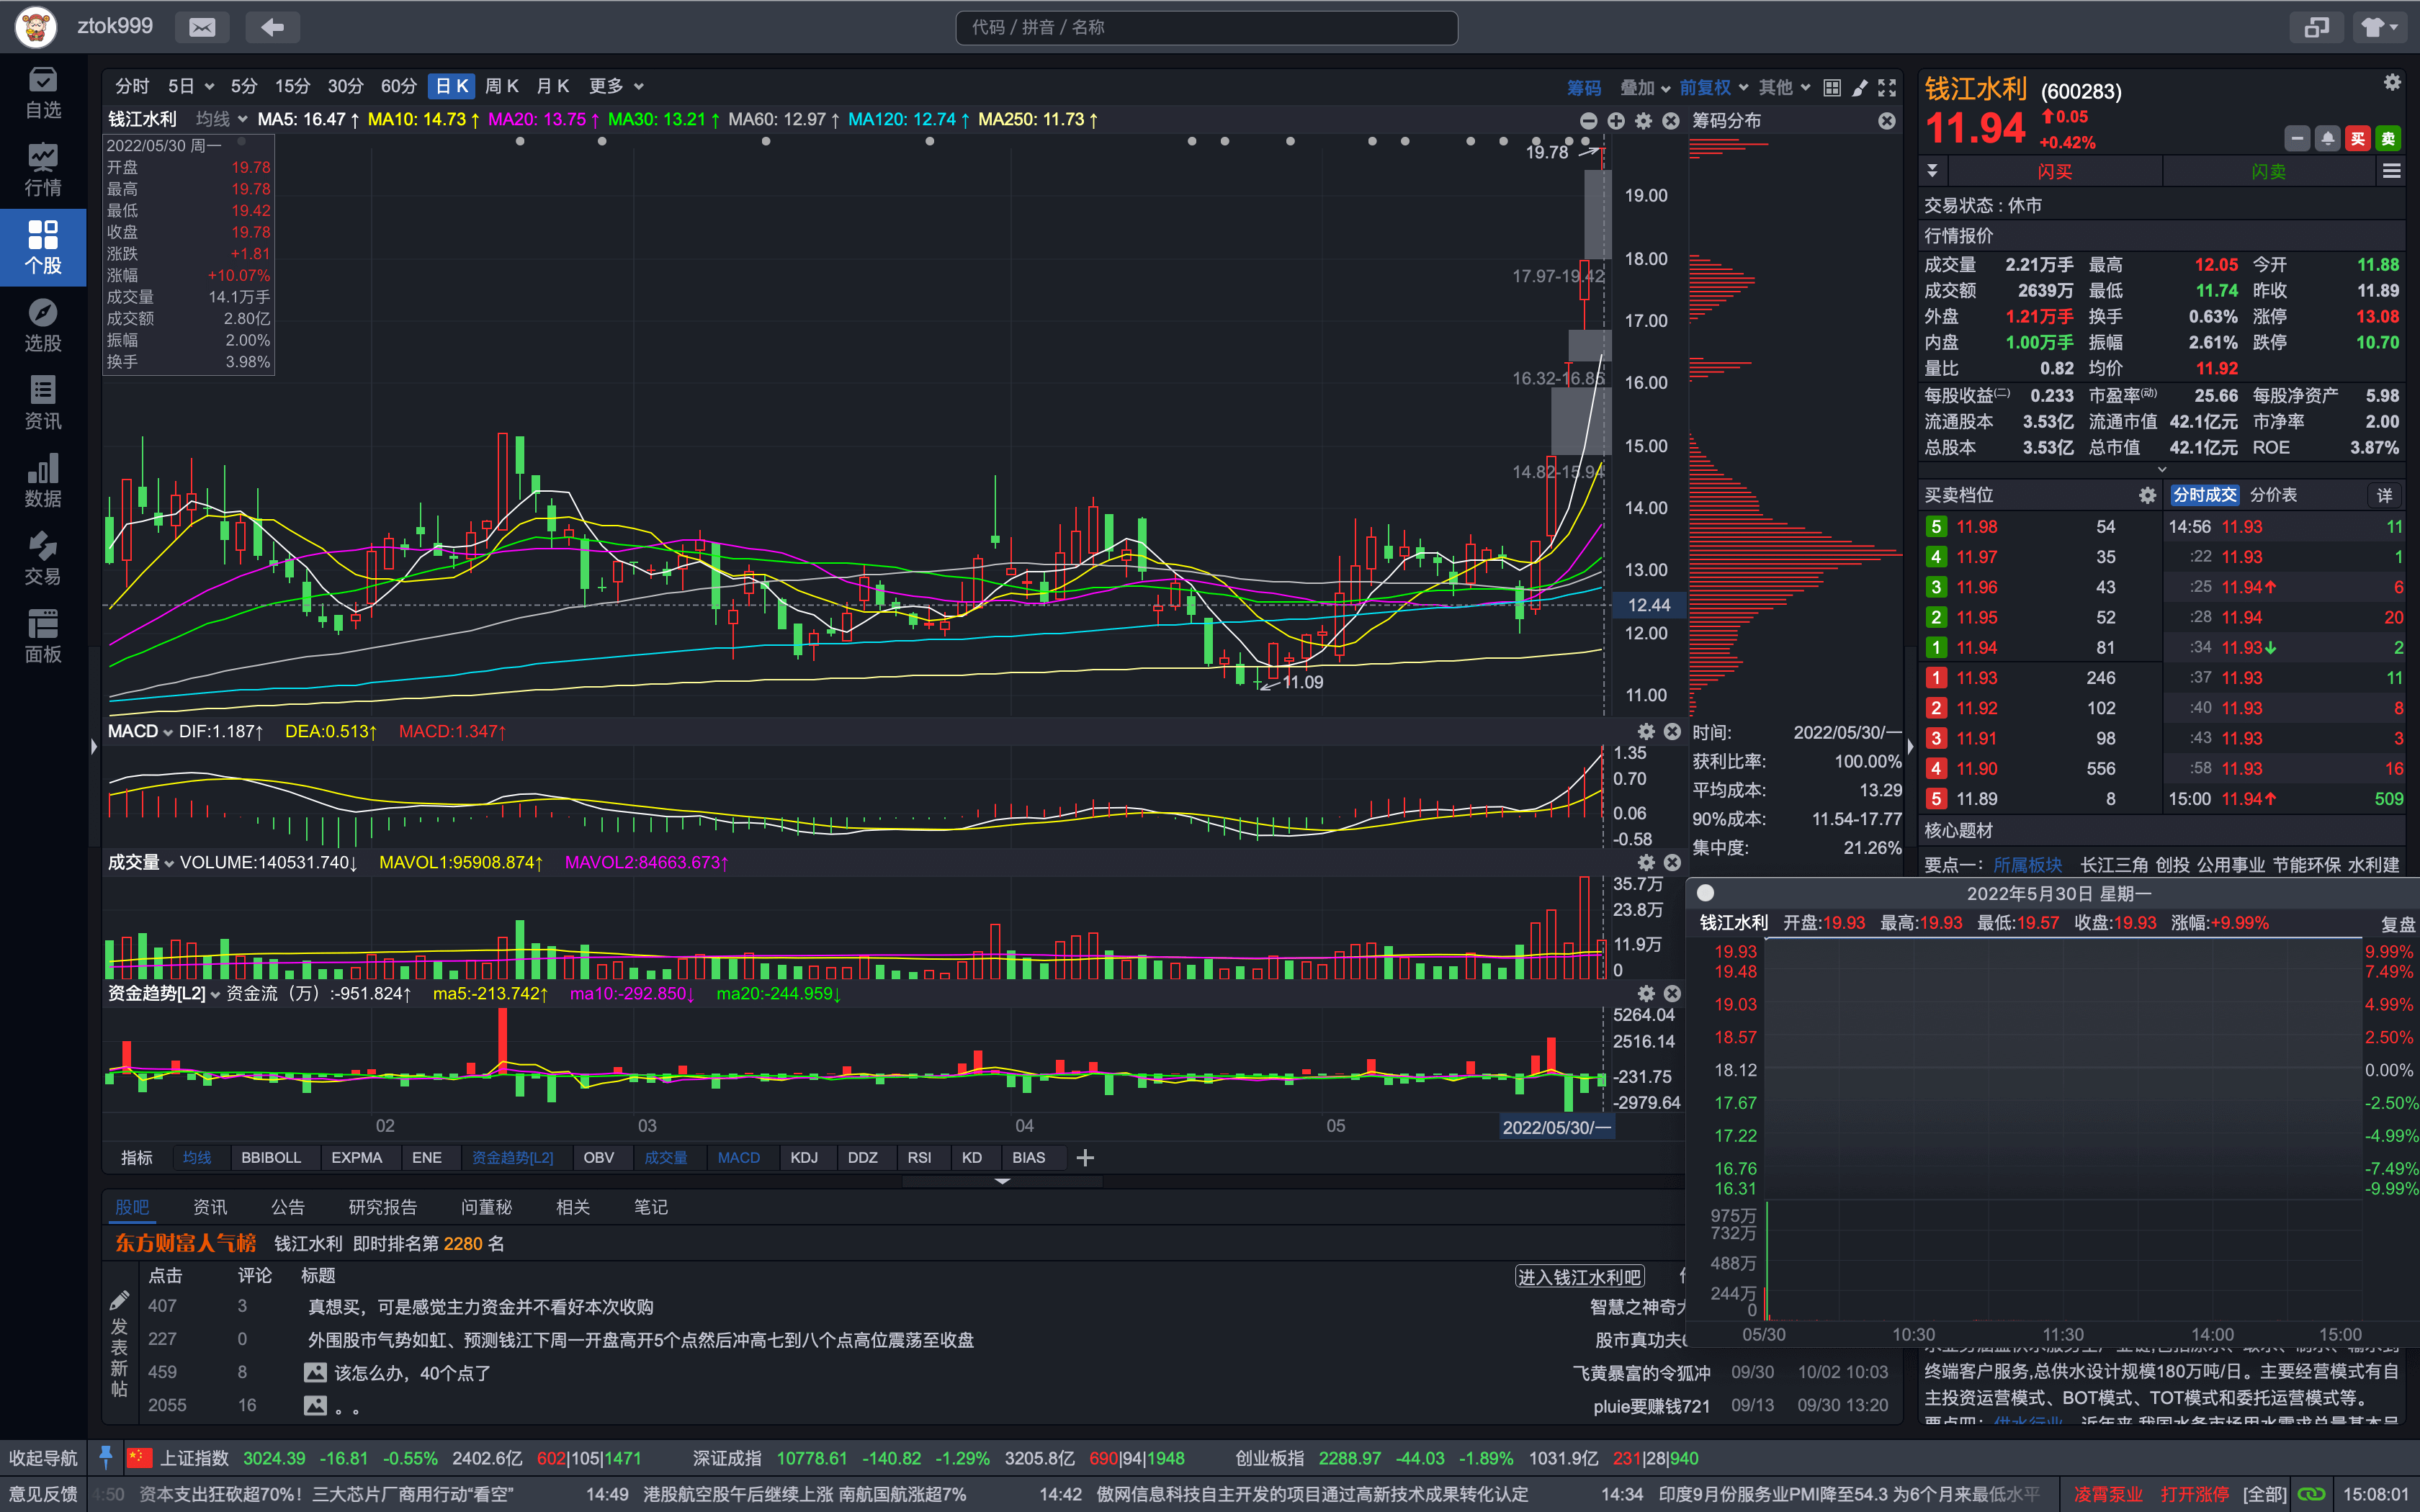 ztok999
代码 / 拼音 / 名称
自选
行情
个股
选股
资讯
数据
交易
面板
收起导航
意见反馈
分时 5日 5分 15分 30分 60分 日K 周K 月K 更多
筹码 叠加 前复权 其他
钱江水利 均线 MA5: 16.47↑ MA10: 14.73↑ MA20: 13.75↑ MA30: 13.21↑ MA60: 12.97↑ MA120: 12.74↑ MA250: 11.73↑
筹码分布
2022/05/30 周一
开盘 19.78
最高 19.78
最低 19.42
收盘 19.78
涨跌 +1.81
涨幅 +10.07%
成交量 14.1万手
成交额 2.80亿
振幅 2.00%
换手 3.98%
19.78
17.97-19.42
16.32-16.86
14.82-15.94
11.09
19.00
18.00
17.00
16.00
15.00
14.00
13.00
12.44
12.00
11.00
MACD DIF:1.187↑ DEA:0.513↑ MACD:1.347↑
1.35
0.70
0.06
-0.58
成交量 VOLUME:140531.740↓ MAVOL1:95908.874↑ MAVOL2:84663.673↑
35.7万
23.8万
11.9万
0
资金趋势[L2] 资金流（万）:-951.824↑ ma5:-213.742↑ ma10:-292.850↓ ma20:-244.959↓
5264.04
2516.14
-231.75
-2979.64
02 03 04 05 2022/05/30/一
时间: 2022/05/30/一
获利比率: 100.00%
平均成本: 13.29
90%成本: 11.54-17.77
集中度: 21.26%
指标 均线 BBIBOLL EXPMA ENE 资金趋势[L2] OBV 成交量 MACD KDJ DDZ RSI KD BIAS
股吧 资讯 公告 研究报告 问董秘 相关 笔记
东方财富人气榜 钱江水利 即时排名第 2280 名
点击 评论 标题 进入钱江水利吧
发表新帖
407 3 真想买，可是感觉主力资金并不看好本次收购 智慧之神奇
227 0 外围股市气势如虹、预测钱江下周一开盘高开5个点然后冲高七到八个点高位震荡至收盘 股市真功夫
459 8 该怎么办，40个点了 飞黄暴富的令狐冲 09/30 10/02 10:03
2055 16 。。 pluie要赚钱721 09/13 09/30 13:20
钱江水利 (600283)
11.94 0.05
+0.42%
买 卖
闪买 闪卖
交易状态：休市
行情报价
成交量 2.21万手 最高 12.05 今开 11.88
成交额 2639万 最低 11.74 昨收 11.89
外盘 1.21万手 换手 0.63% 涨停 13.08
内盘 1.00万手 振幅 2.61% 跌停 10.70
量比 0.82 均价 11.92
每股收益(二) 0.233 市盈率(动) 25.66 每股净资产 5.98
流通股本 3.53亿 流通市值 42.1亿元 市净率 2.00
总股本 3.53亿 总市值 42.1亿元 ROE 3.87%
买卖档位 分时成交 分价表 详
5 11.98 54 14:56 11.93 11
4 11.97 35 :22 11.93 1
3 11.96 43 :25 11.94↑ 6
2 11.95 52 :28 11.94 20
1 11.94 81 :34 11.93↓ 2
1 11.93 246 :37 11.93 11
2 11.92 102 :40 11.93 8
3 11.91 98 :43 11.93 3
4 11.90 556 :58 11.93 16
5 11.89 8 15:00 11.94↑ 509
核心题材
要点一： 所属板块 长江三角 创投 公用事业 节能环保 水利建
2022年5月30日 星期一
钱江水利 开盘:19.93 最高:19.93 最低:19.57 收盘:19.93 涨幅:+9.99% 复盘
19.93 9.99%
19.48 7.49%
19.03 4.99%
18.57 2.50%
18.12 0.00%
17.67 -2.50%
17.22 -4.99%
16.76 -7.49%
16.31 -9.99%
975万
732万
488万
244万
0
05/30 10:30 11:30 14:00 15:00
终端客户服务,总供水设计规模180万吨/日。主要经营模式有自
主投资运营模式、BOT模式、TOT模式和委托运营模式等。
上证指数 3024.39 -16.81 -0.55% 2402.6亿 602|105|1471 深证成指 10778.61 -140.82 -1.29% 3205.8亿 690|94|1948 创业板指 2288.97 -44.03 -1.89% 1031.9亿 231|28|940
4:50 资本支出狂砍超70%！三大芯片厂商用行动“看空” 14:49 港股航空股午后继续上涨 南航国航涨超7% 14:42 傲网信息科技自主开发的项目通过高新技术成果转化认定 14:34 印度9月份服务业PMI降至54.3 为6个月来最低水平 凌霄泵业 打开涨停 [全部] 15:08:01